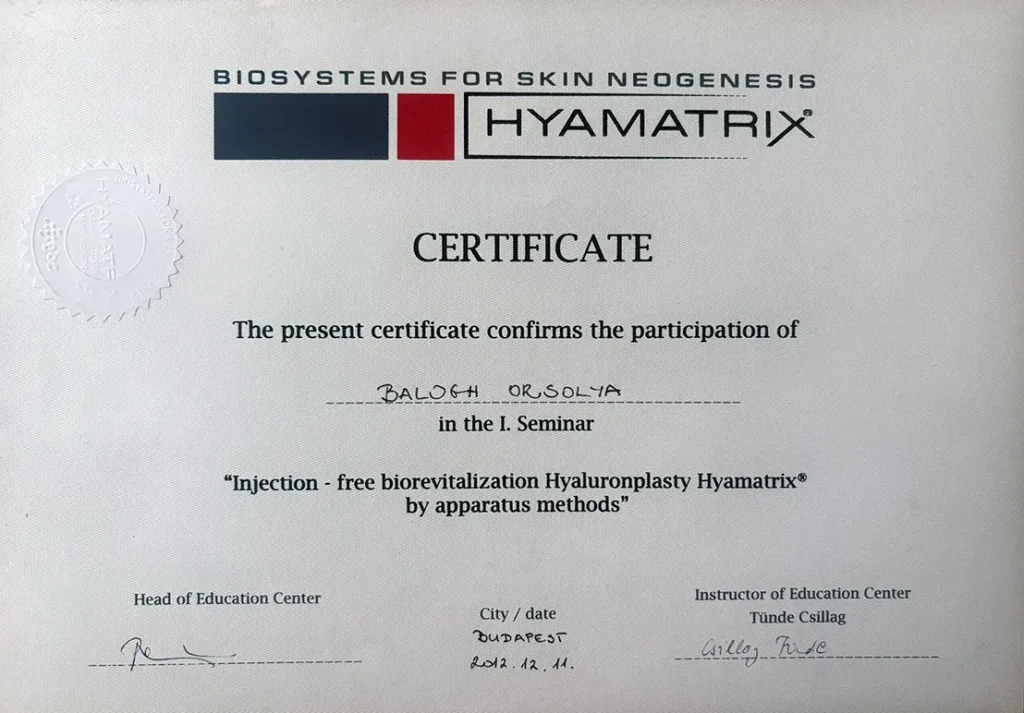 BIOSYSTEMS FOR SKIN NEOGENESIS
HYAMATRIX®
CERTIFICATE
The present certificate confirms the participation of
BALOGH ORSOLYA
in the I. Seminar
“Injection - free biorevitalization Hyaluronplasty Hyamatrix®
by apparatus methods”
Head of Education Center
City / date
BUDAPEST
2012.12.11.
Instructor of Education Center
Tünde Csillag
Csillag Tünde